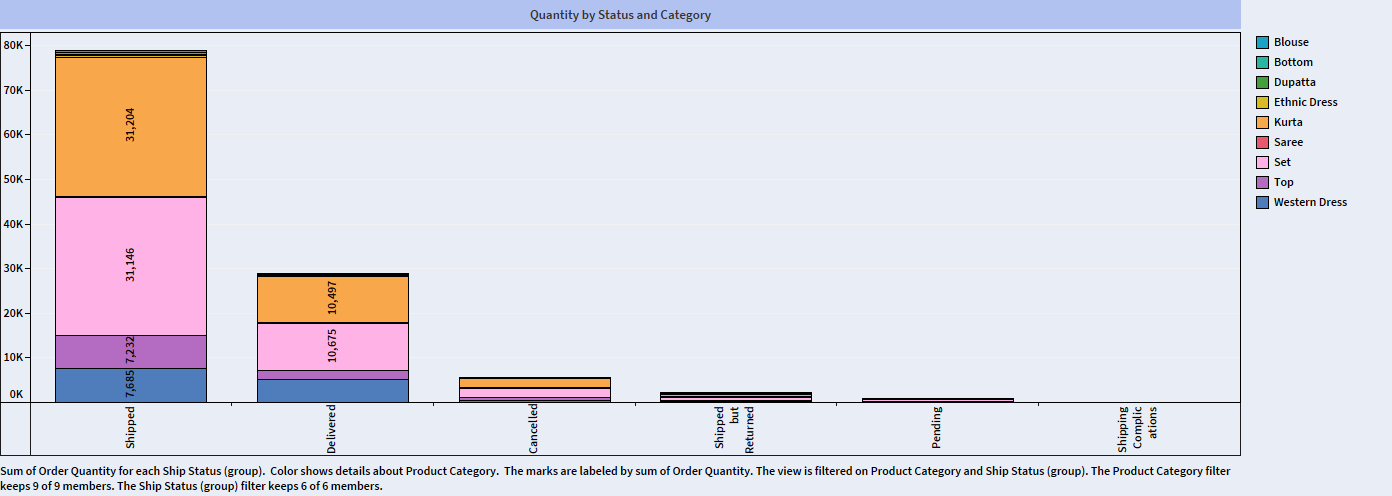 Quantity by Status and Category
80K
70K
60K
50K
40K
30K
20K
10K
0K
31,204
31,146
7,232
7,685
10,497
10,675
Shipped
Delivered
Cancelled
Shipped
but
Returned
Pending
Shipping
Complic
ations
Blouse
Bottom
Dupatta
Ethnic Dress
Kurta
Saree
Set
Top
Western Dress
Sum of Order Quantity for each Ship Status (group).  Color shows details about Product Category.  The marks are labeled by sum of Order Quantity. The view is filtered on Product Category and Ship Status (group). The Product Category filter
keeps 9 of 9 members. The Ship Status (group) filter keeps 6 of 6 members.